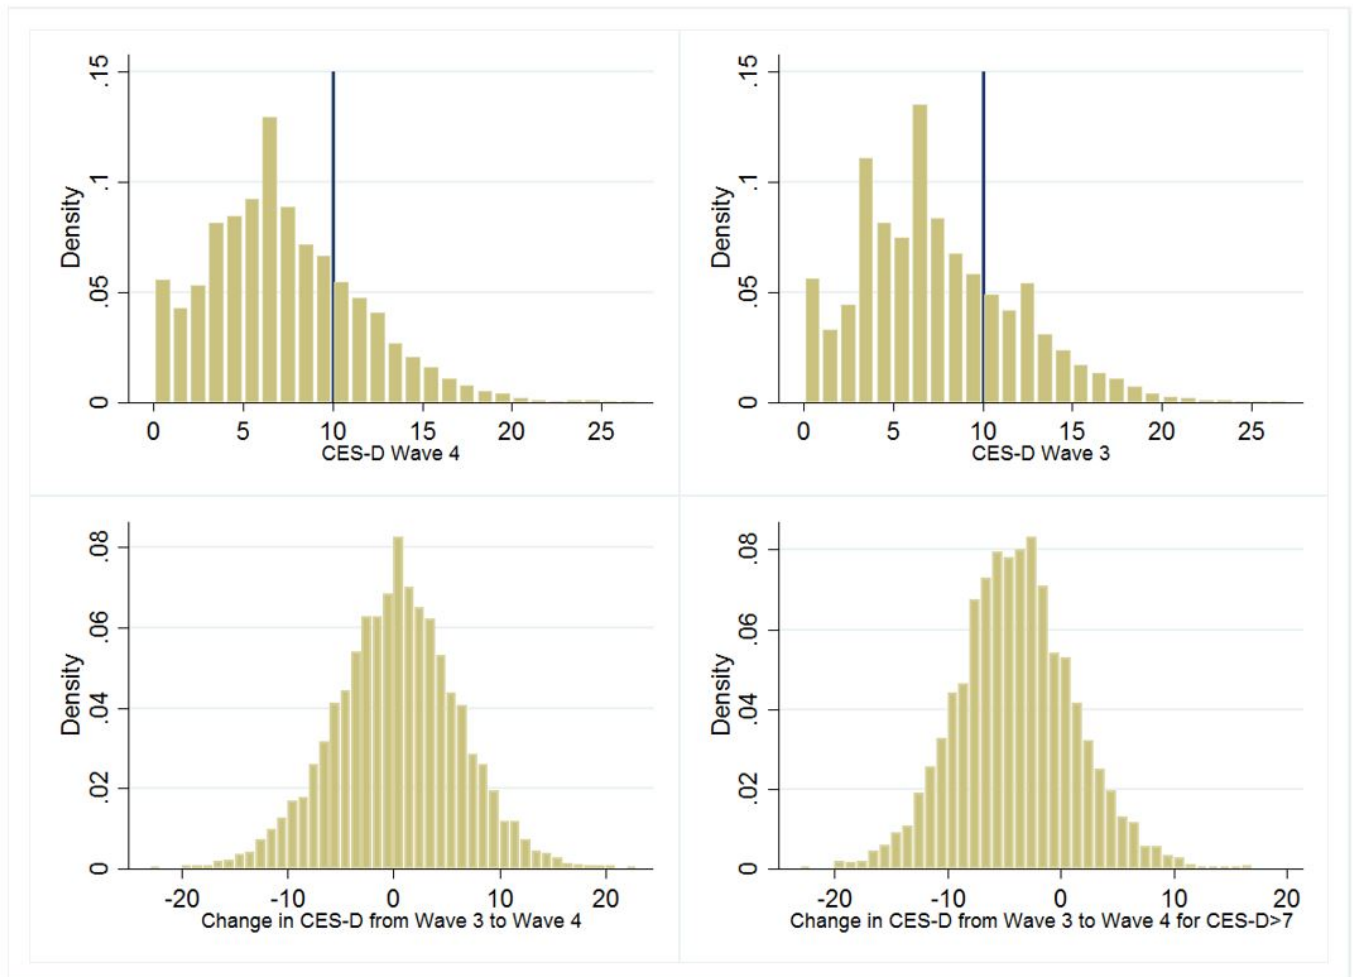 .15
.1
.05
0
Density
0 5 10 15 20 25
CES-D Wave 4
.15
.1
.05
0
Density
0 5 10 15 20 25
CES-D Wave 3
.08
.06
.04
.02
0
Density
-20 -10 0 10 20
Change in CES-D from Wave 3 to Wave 4
.08
.06
.04
.02
0
Density
-20 -10 0 10 20
Change in CES-D from Wave 3 to Wave 4 for CES-D>7